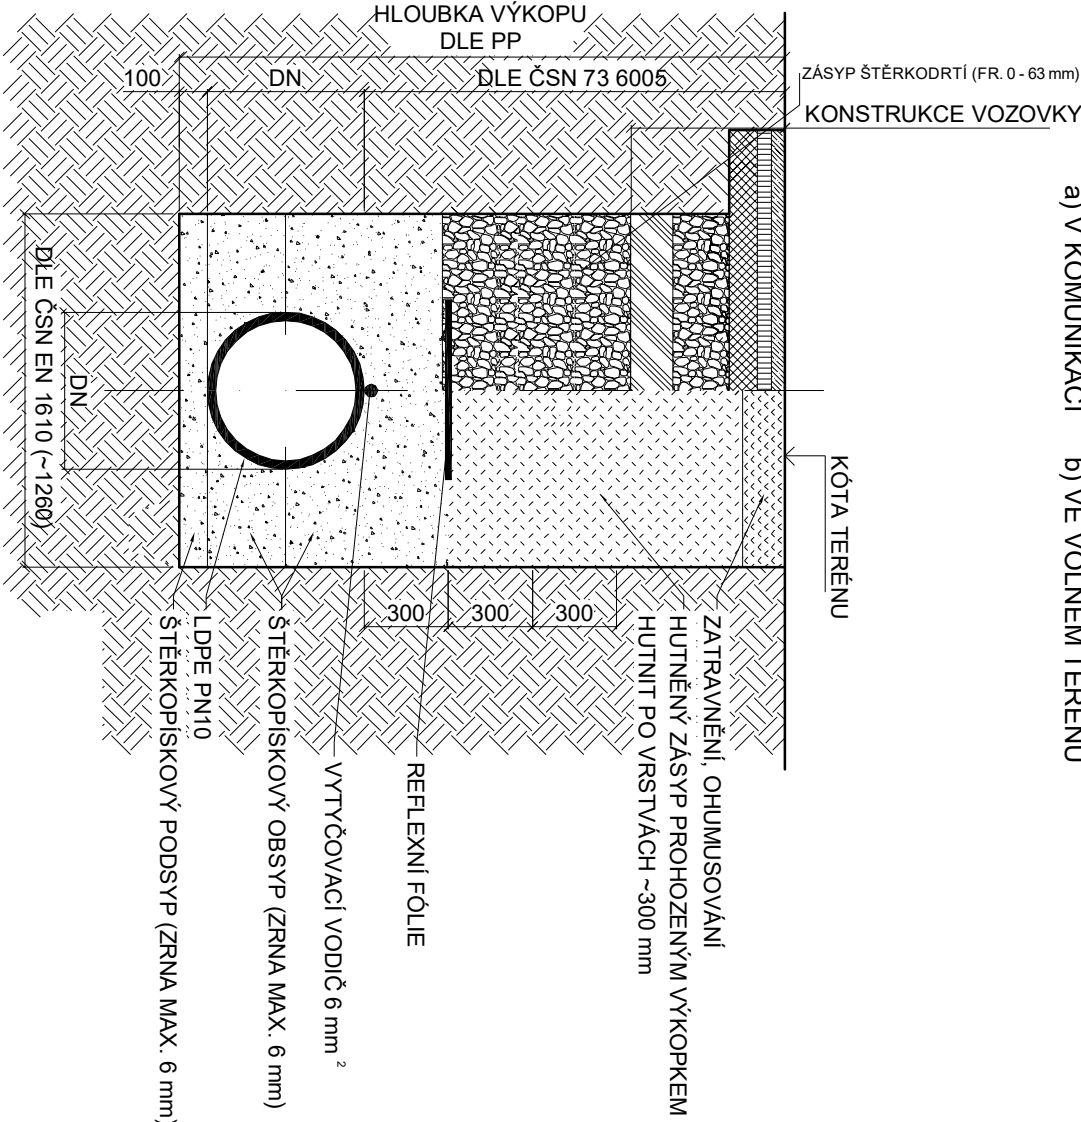 HLOUBKA VÝKOPU
DLE PP
100
DN
DLE ČSN 73 6005
ZÁSYP ŠTĚRKODRTÍ (FR. 0 - 63 mm)
KONSTRUKCE VOZOVKY
a) V KOMUNIKACI
b) VE VOLNÉM TERÉNU
KÓTA TERÉNU
DLE ČSN EN 1610 (~1260)
DN
300
300
300
ZATRAVNĚNÍ, OHUMUSOVÁNÍ
HUTNĚNÝ ZÁSYP PROHOZENÝM VÝKOPKEM
HUTNIT PO VRSTVÁCH ~300 mm
REFLEXNÍ FÓLIE
VYTYČOVACÍ VODIČ 6 mm²
ŠTĚRKOPÍSKOVÝ OBSYP (ZRNA MAX. 6 mm)
LDPE PN10
ŠTĚRKOPÍSKOVÝ PODSYP (ZRNA MAX. 6 mm)